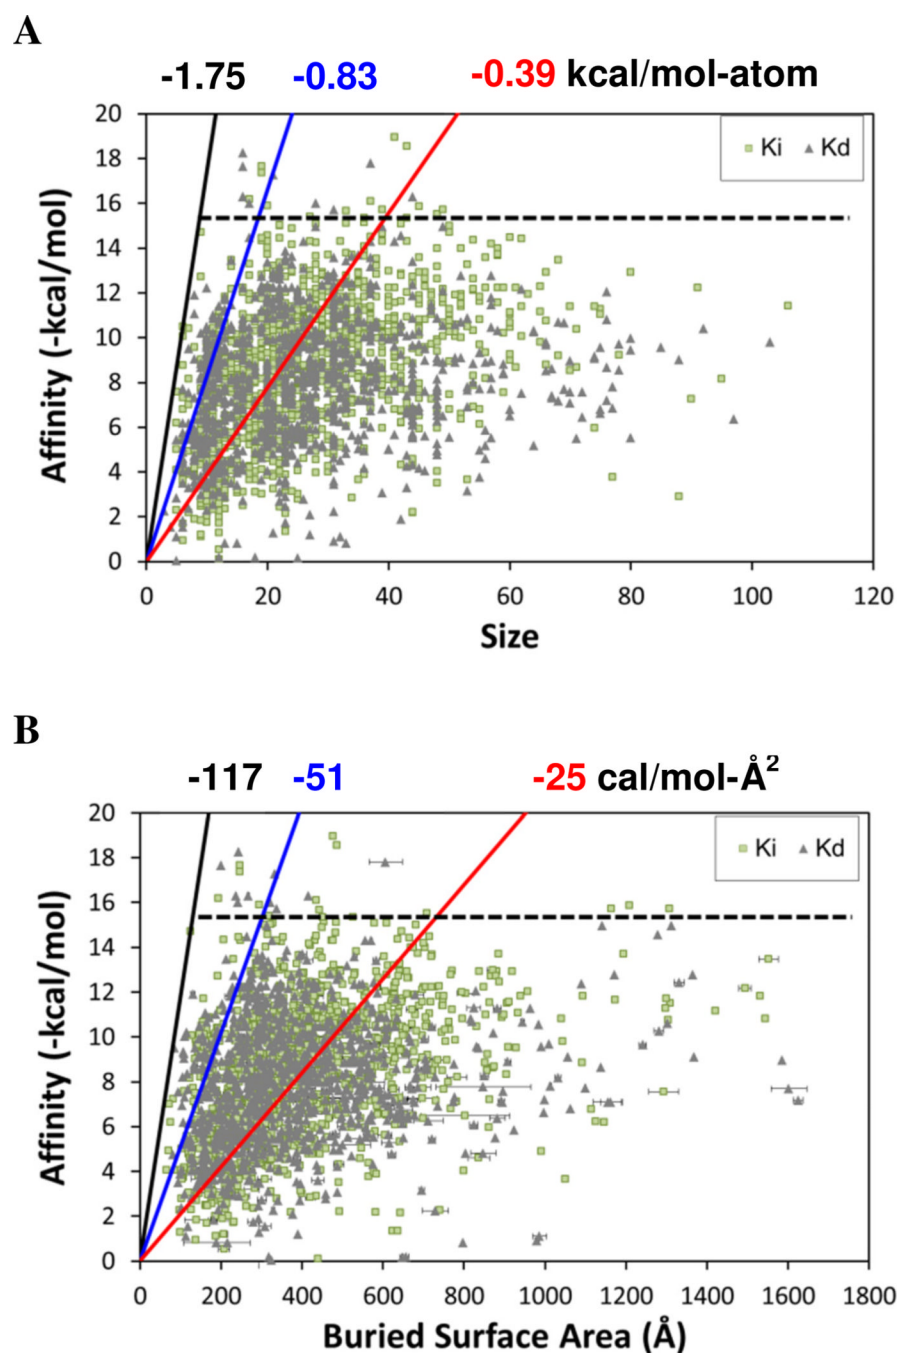 A
-1.75 -0.83 -0.39 kcal/mol-atom
20
18
16
14
12
10
8
6
4
2
0
Ki Kd
Affinity (-kcal/mol)
0 20 40 60 80 100 120
Size
B
-117 -51 -25 cal/mol-Å²
20
18
16
14
12
10
8
6
4
2
0
Ki Kd
Affinity (-kcal/mol)
0 200 400 600 800 1000 1200 1400 1600 1800
Buried Surface Area (Å)